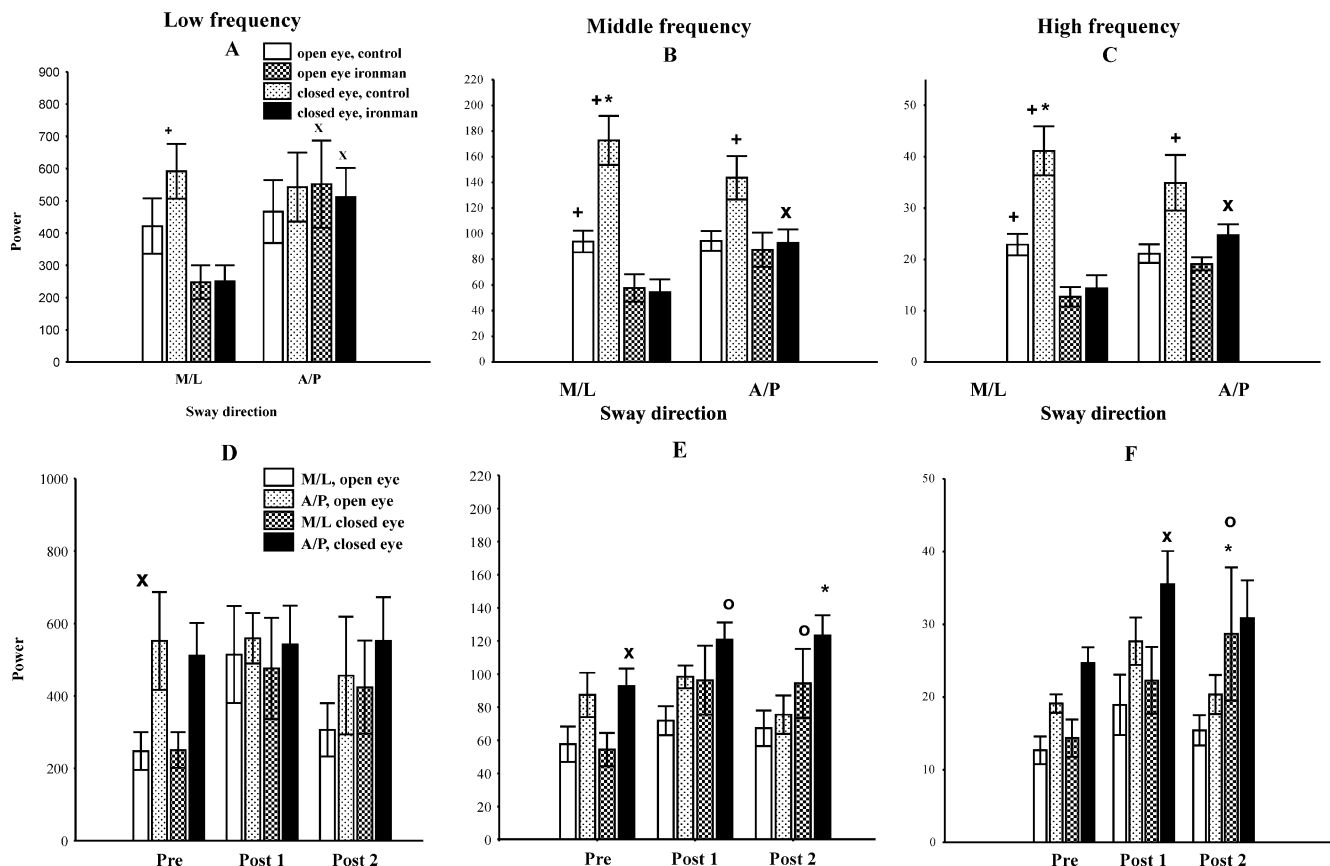 Low frequency
Middle frequency
High frequency
A
open eye, control
open eye ironman
closed eye, control
closed eye, ironman
900
800
700
600
500
400
300
200
100
0
Power
+
X
X
M/L
A/P
Sway direction
B
220
200
180
160
140
120
100
80
60
40
20
0
+
+ *
+
X
M/L
A/P
Sway direction
C
50
40
30
20
10
0
+
+ *
+
X
M/L
A/P
Sway direction
D
M/L, open eye
A/P, open eye
M/L closed eye
A/P, closed eye
1000
800
600
400
200
0
Power
X
Pre
Post 1
Post 2
E
220
200
180
160
140
120
100
80
60
40
20
0
X
O
O
*
Pre
Post 1
Post 2
F
50
40
30
20
10
0
X
O
*
Pre
Post 1
Post 2